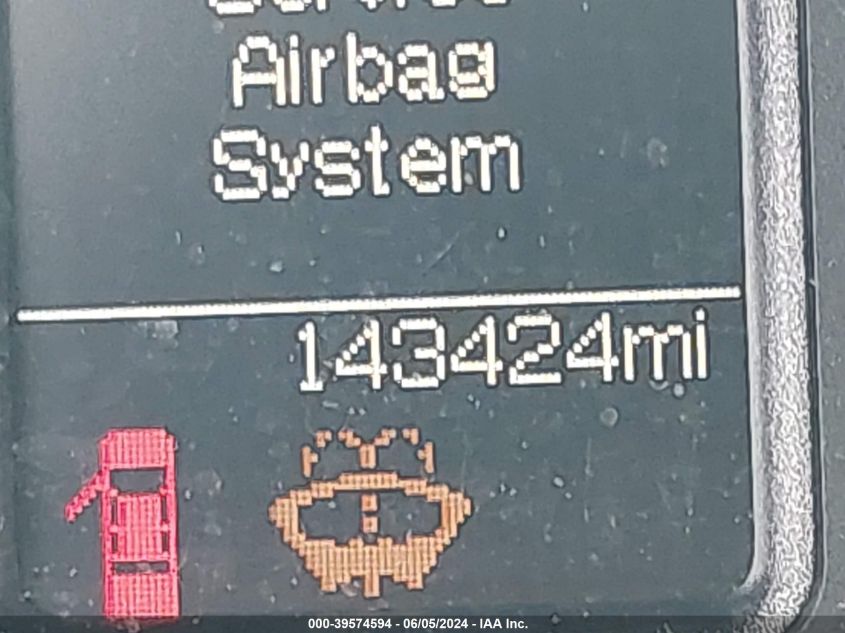 Airbag
System
143424mi
000-39574594 - 06/05/2024 - IAA Inc.